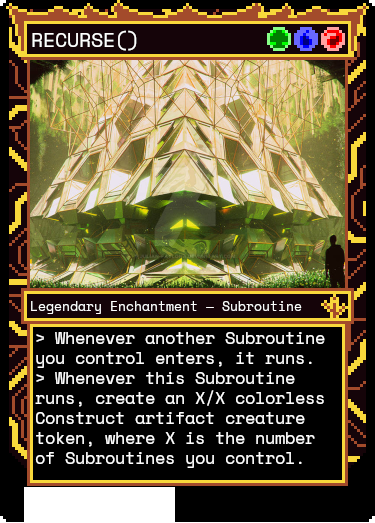 RECURSE()
Legendary Enchantment — Subroutine
> Whenever another Subroutine
you control enters, it runs.
> Whenever this Subroutine
runs, create an X/X colorless
Construct artifact creature
token, where X is the number
of Subroutines you control.